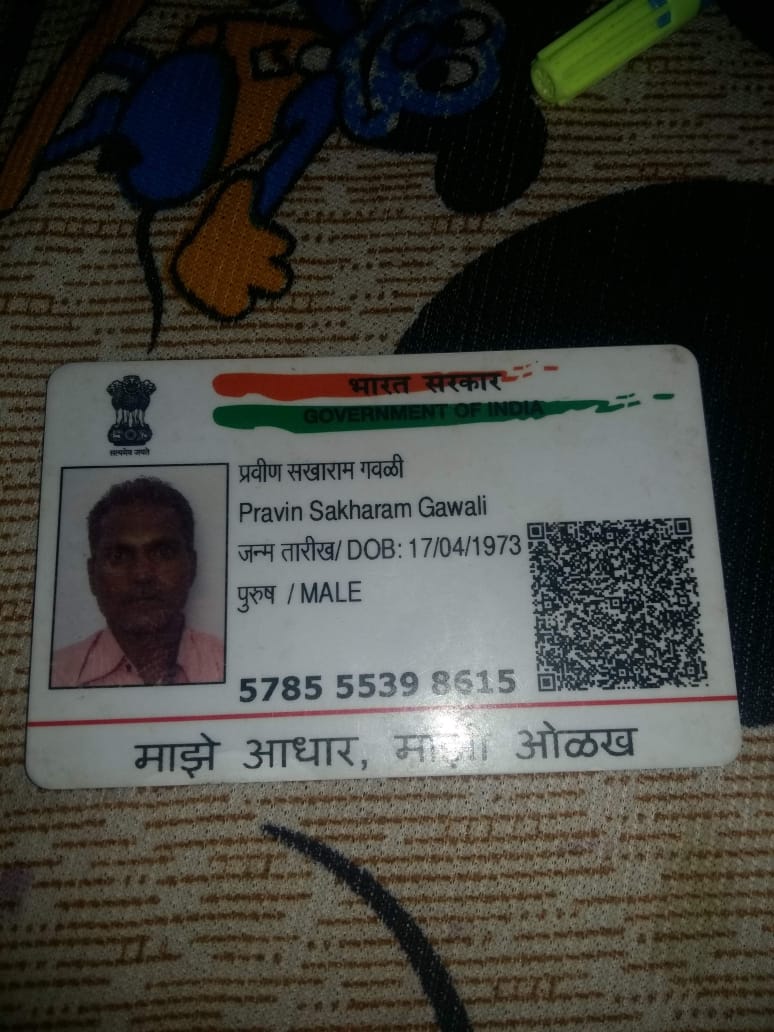 भारत सरकार
GOVERNMENT OF INDIA
सत्यमेव जयते
प्रवीण सखाराम गवळी
Pravin Sakharam Gawali
जन्म तारीख/ DOB: 17/04/1973
पुरुष / MALE
5785 5539 8615
माझे आधार, माझी ओळख